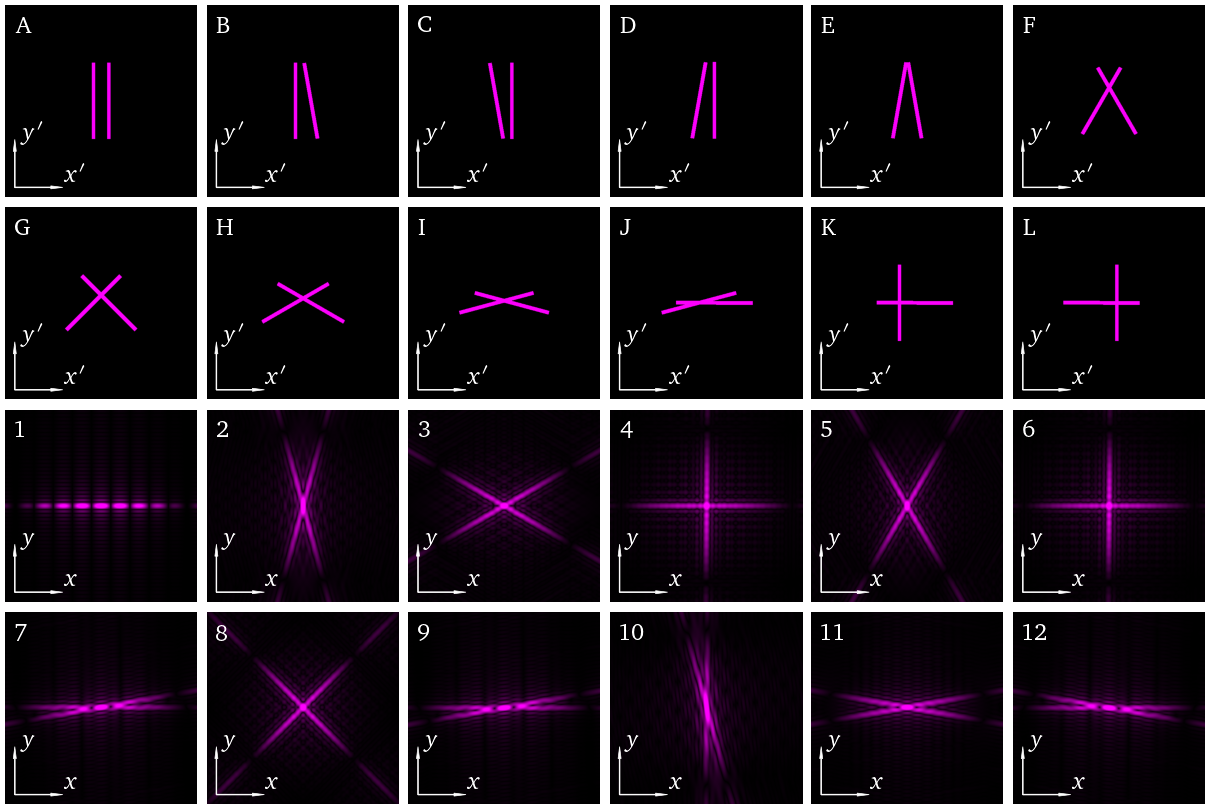 A B C D E F
y′ y′ y′ y′ y′ y′
x′ x′ x′ x′ x′ x′
G H I J K L
y′ y′ y′ y′ y′ y′
x′ x′ x′ x′ x′ x′
1 2 3 4 5 6
y y y y y y
x x x x x x
7 8 9 10 11 12
y y y y y y
x x x x x x